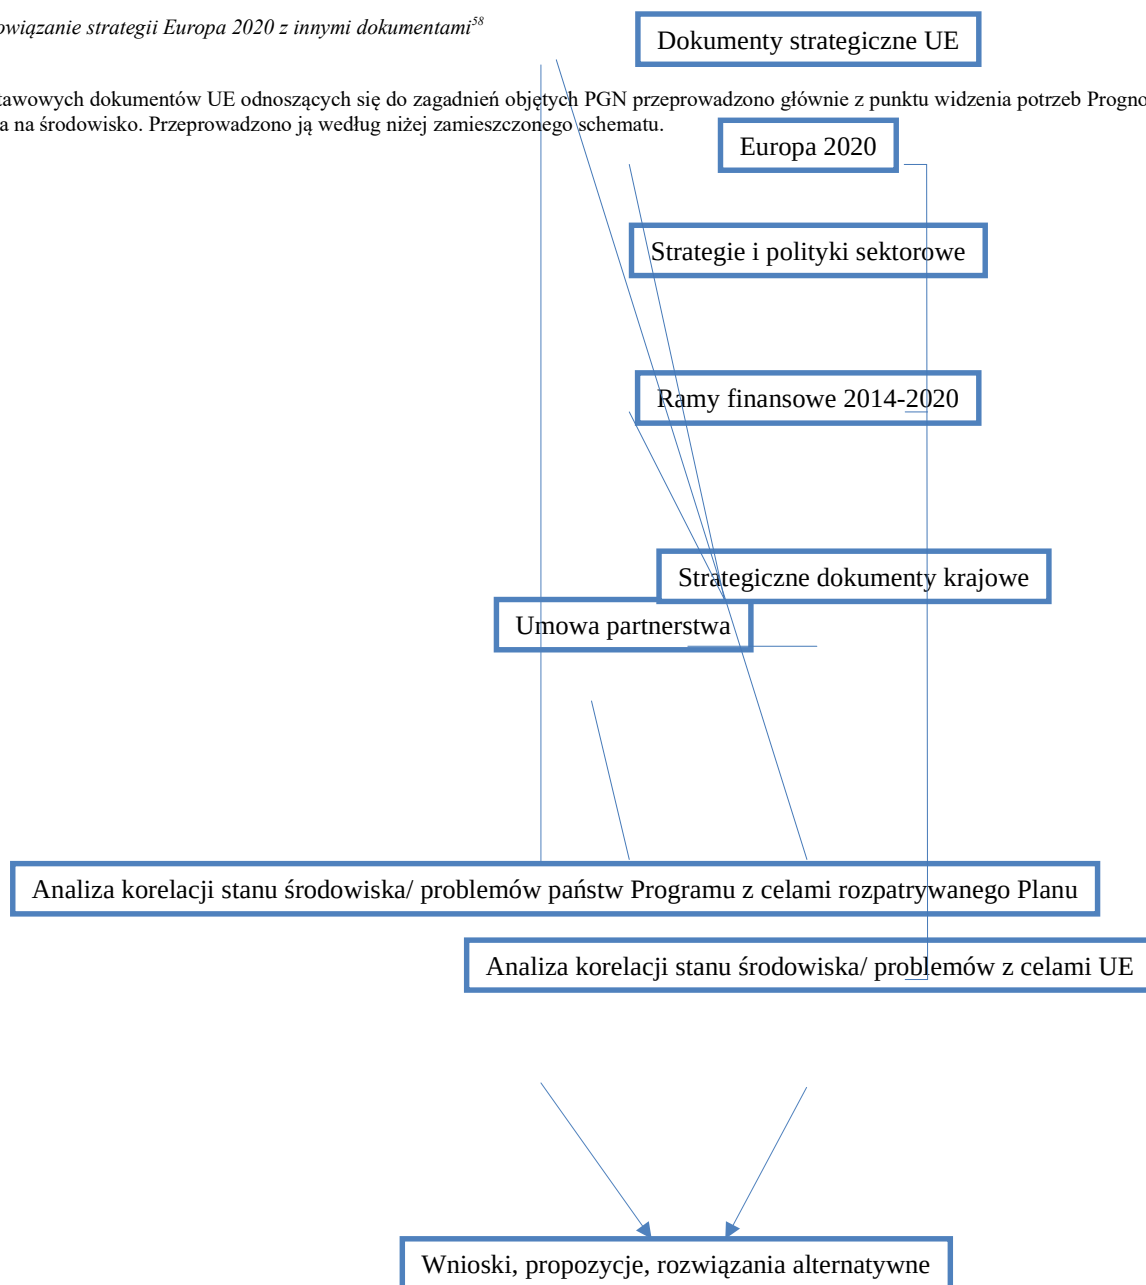 owiązanie strategii Europa 2020 z innymi dokumentami58
Dokumenty strategiczne UE
tawowych dokumentów UE odnoszących się do zagadnień objętych PGN przeprowadzono głównie z punktu widzenia potrzeb Progno
a na środowisko. Przeprowadzono ją według niżej zamieszczonego schematu.
Europa 2020
Strategie i polityki sektorowe
Ramy finansowe 2014-2020
Strategiczne dokumenty krajowe
Umowa partnerstwa
Analiza korelacji stanu środowiska/ problemów państw Programu z celami rozpatrywanego Planu
Analiza korelacji stanu środowiska/ problemów z celami UE
Wnioski, propozycje, rozwiązania alternatywne